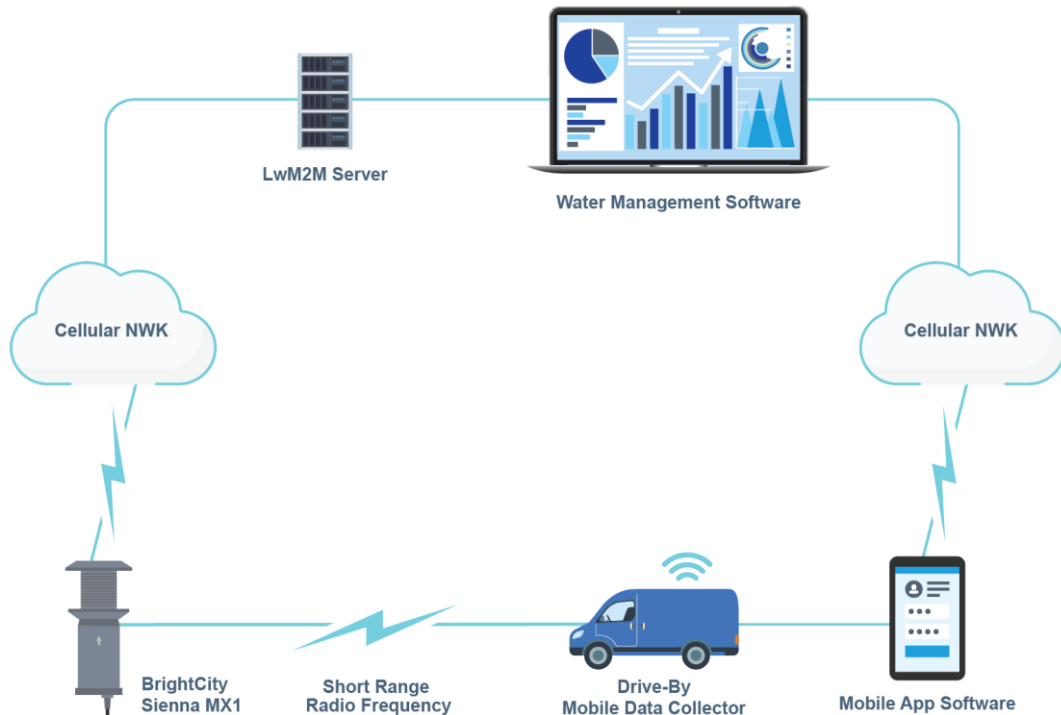 LwM2M Server
Water Management Software
Cellular NWK
Cellular NWK
BrightCity
Sienna MX1
Short Range
Radio Frequency
Drive-By
Mobile Data Collector
Mobile App Software